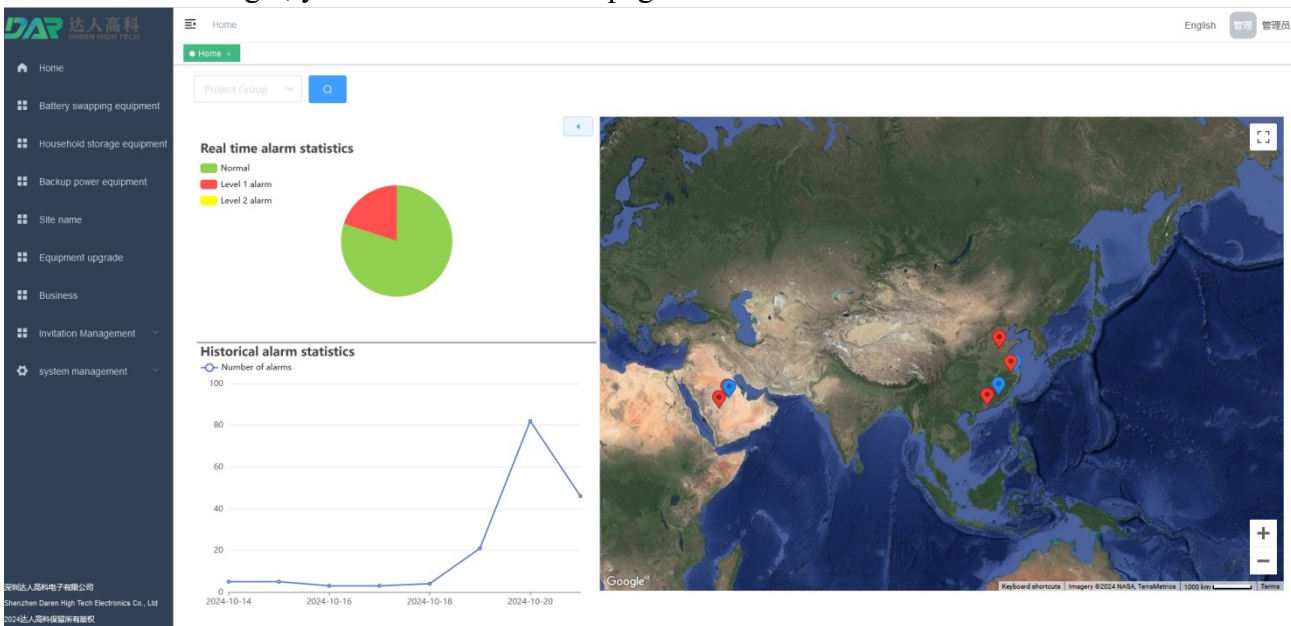 DAR 达人高科
DAREN HIGH TECH
Home
English
管理
管理员
Home ×
Home
Battery swapping equipment
Household storage equipment
Backup power equipment
Site name
Equipment upgrade
Business
Invitation Management
system management
Project Group
Real time alarm statistics
Normal
Level 1 alarm
Level 2 alarm
Historical alarm statistics
Number of alarms
100
80
60
40
20
0
2024-10-14
2024-10-16
2024-10-18
2024-10-20
Google
Keyboard shortcuts
Imagery ©2024 NASA, TerraMetrics
1000 km
Terms
深圳达人高科电子有限公司
Shenzhen Daren High Tech Electronics Co., Ltd
2024达人高科保留所有版权